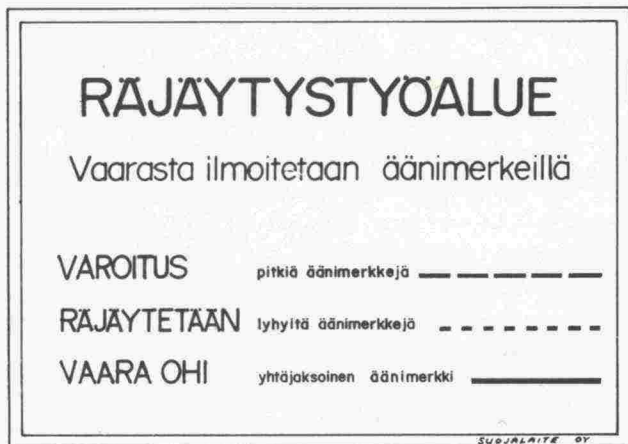 RÄJÄYTYSTYÖALUE
Vaarasta ilmoitetaan äänimerkeillä
VAROITUS pitkiä äänimerkkejä
RÄJÄYTETÄÄN lyhyitä äänimerkkejä
VAARA OHI yhtäjaksoinen äänimerkki
SUOJALAITE OY